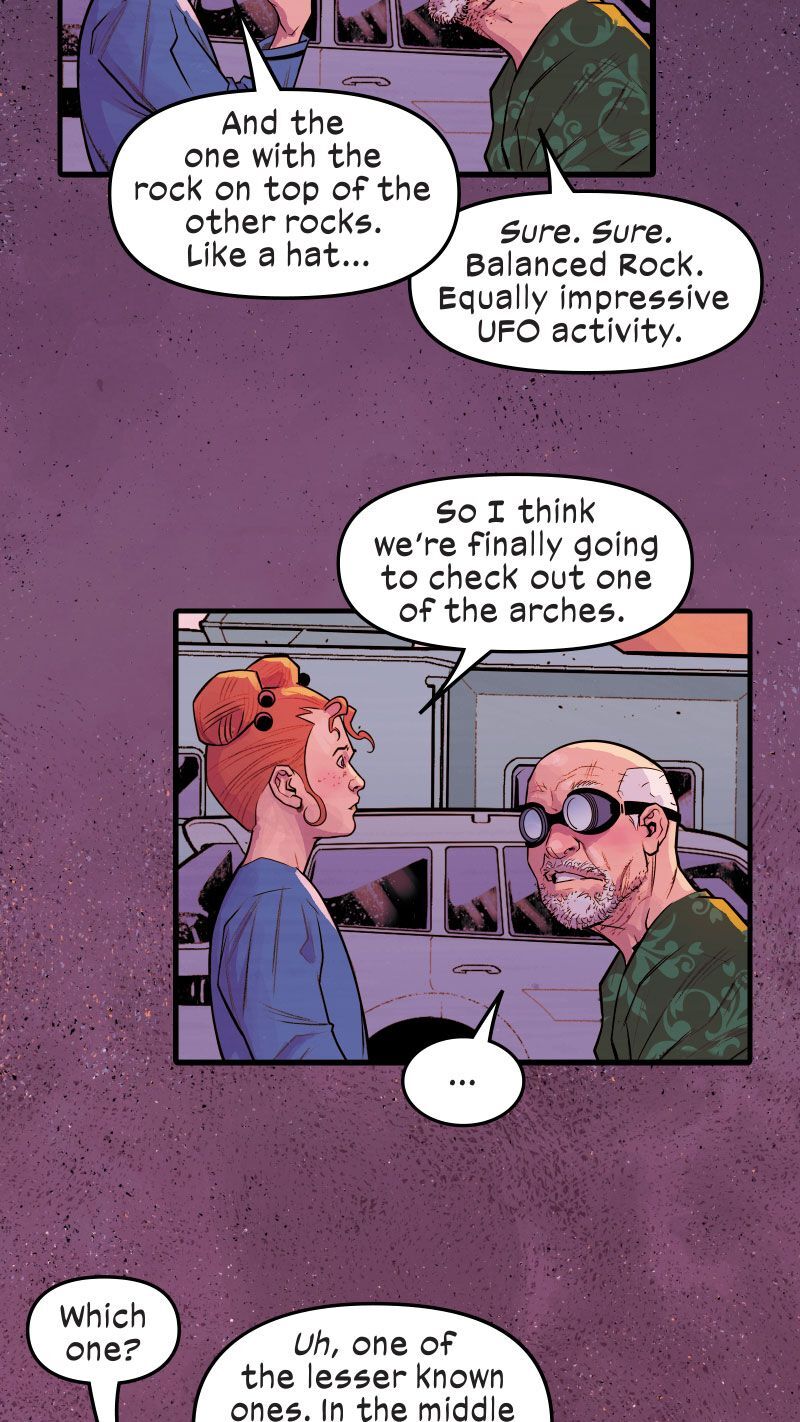 And the
one with the
rock on top of the
other rocks.
Like a hat...
Sure. Sure.
Balanced Rock.
Equally impressive
UFO activity.
So I think
we're finally going
to check out one
of the arches.
...
Which
one?
Uh, one of
the lesser known
ones. In the middle